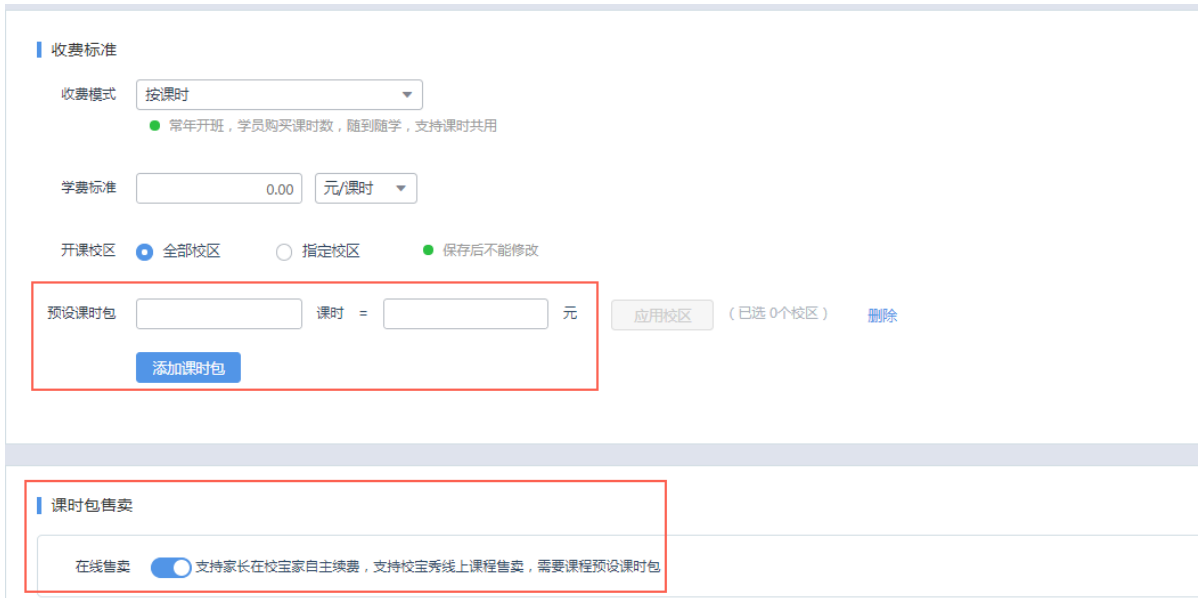 收费标准
收费模式 按课时
常年开班，学员购买课时数，随到随学，支持课时共用
学费标准 0.00 元/课时
开课校区 全部校区 指定校区 保存后不能修改
预设课时包 课时 = 元 应用校区 （已选 0个校区） 删除
添加课时包
课时包售卖
在线售卖 支持家长在校宝家自主续费，支持校宝秀线上课程售卖，需要课程预设课时包